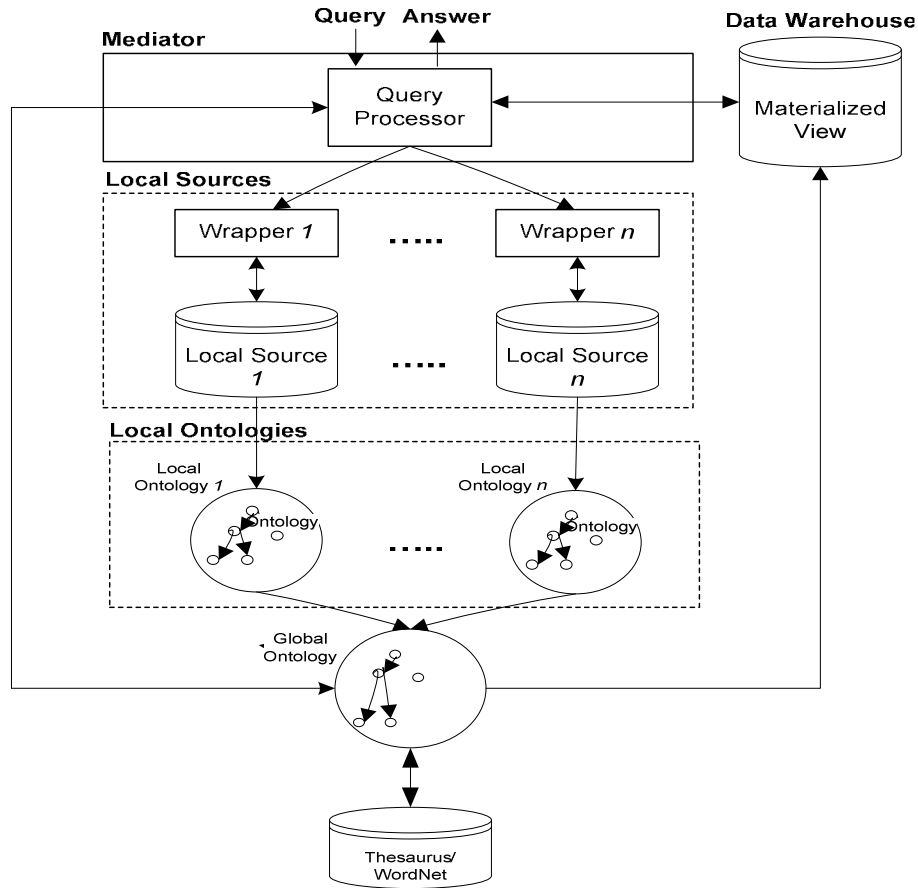 Query Answer
Data Warehouse
Mediator
Query
Processor
Materialized
View
Local Sources
Wrapper 1
Wrapper n
Local Source
1
Local Source
n
Local Ontologies
Local
Ontology 1
Local
Ontology n
Ontology
Ontology
Global
Ontology
Thesaurus/
WordNet